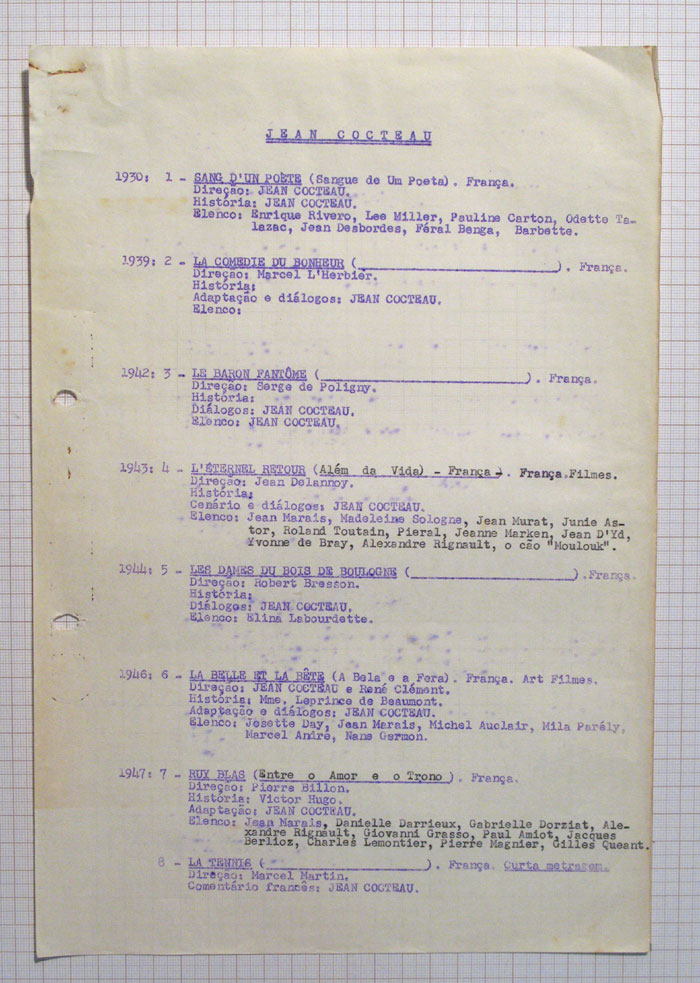 JEAN COCTEAU
1930: 1 - SANG D'UN POÈTE (Sangue de Um Poeta). França.
Direção: JEAN COCTEAU.
História: JEAN COCTEAU.
Elenco: Enrique Rivero, Lee Miller, Pauline Carton, Odette Ta-
lazac, Jean Desbordes, Féral Benga, Barbette.
1939: 2 - LA COMEDIE DU BONHEUR (____________________). França.
Direção: Marcel L'Herbier.
História:
Adaptação e diálogos: JEAN COCTEAU.
Elenco:
1942: 3 - LE BARON FANTÔME (____________________). França.
Direção: Serge de Poligny.
História:
Diálogos: JEAN COCTEAU.
Elenco: JEAN COCTEAU.
1943: 4 - L'ÉTERNEL RETOUR (Além da Vida) - França -. França Filmes.
Direção: Jean Delannoy.
História:
Cenário e diálogos: JEAN COCTEAU.
Elenco: Jean Marais, Madeleine Sologne, Jean Murat, Junie As-
tor, Roland Toutain, Pieral, Jeanne Marken, Jean D'Yd,
Yvonne de Bray, Alexandre Rignault, o cão "Moulouk".
1944: 5 - LES DAMES DU BOIS DE BOULOGNE (________________).França.
Direção: Robert Bresson.
História:
Diálogos: JEAN COCTEAU.
Elenco: Elina Labourdette.
1946: 6 - LA BELLE ET LA BÊTE (A Bela e a Fera). França. Art Filmes.
Direção: JEAN COCTEAU e René Clément.
História: Mme, Leprince de Beaumont.
Adaptação e diálogos: JEAN COCTEAU.
Elenco: Josette Day, Jean Marais, Michel Auclair, Mila Parély,
Marcel André, Nane Germon.
1947: 7 - RUY BLAS (Entre o Amor e o Trono). França.
Direção: Pierre Billon.
História: Victor Hugo.
Adaptação: JEAN COCTEAU.
Elenco: Jean Marais, Danielle Darrieux, Gabrielle Dorziat, Ale-
xandre Rignault, Giovanni Grasso, Paul Amiot, Jacques
Berlioz, Charles Lemontier, Pierre Magnier, Gilles Queant.
8 - LA TENNIS (________________). França. Curta metragem.
Direção: Marcel Martin.
Comentário francês: JEAN COCTEAU.